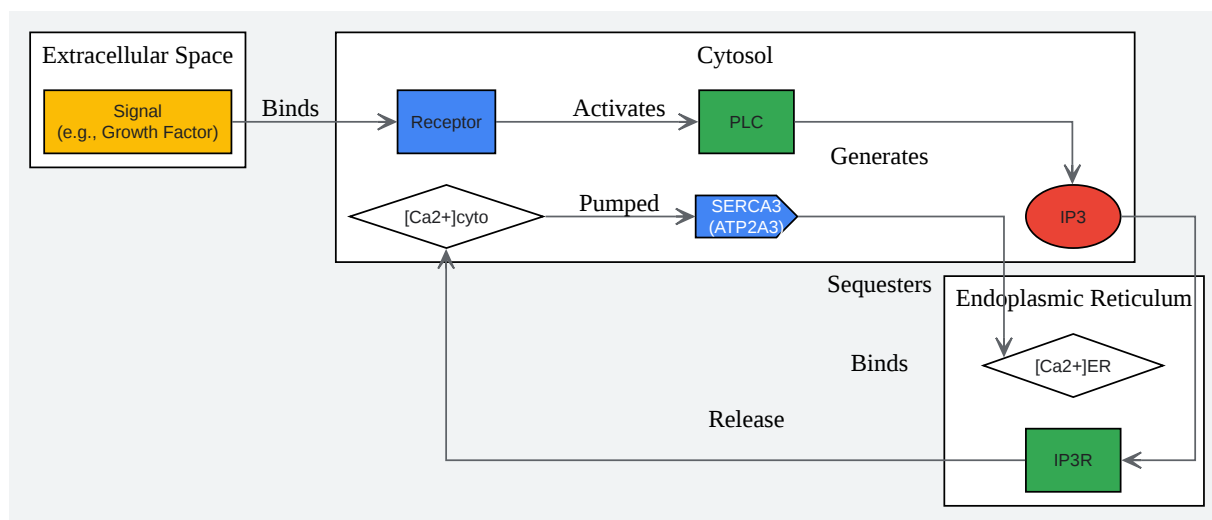 Extracellular Space
Cytosol
Signal
(e.g., Growth Factor)
Binds
Receptor
Activates
PLC
Generates
[Ca2+]cyto
Pumped
SERCA3
(ATP2A3)
IP3
Sequesters
Endoplasmic Reticulum
Binds
[Ca2+]ER
Release
IP3R